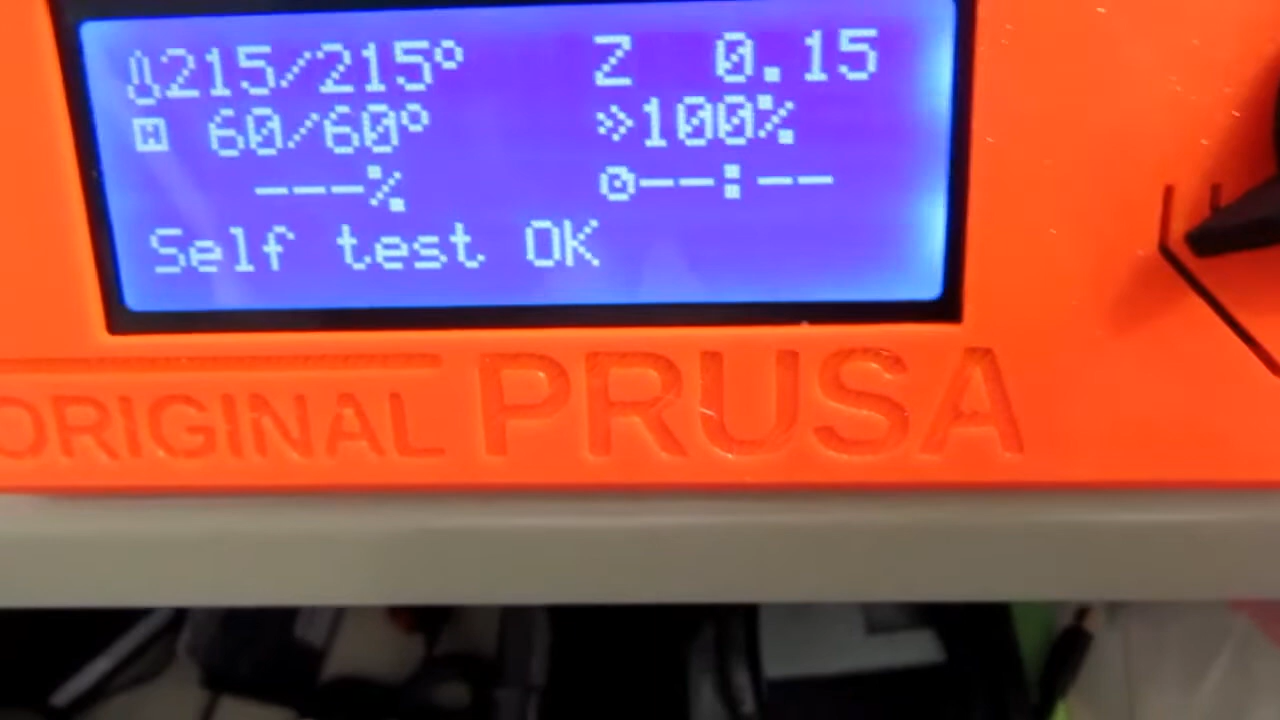 215/215° Z 0.15
60/60° 100%
---% --:--
Self test OK
ORIGINAL PRUSA